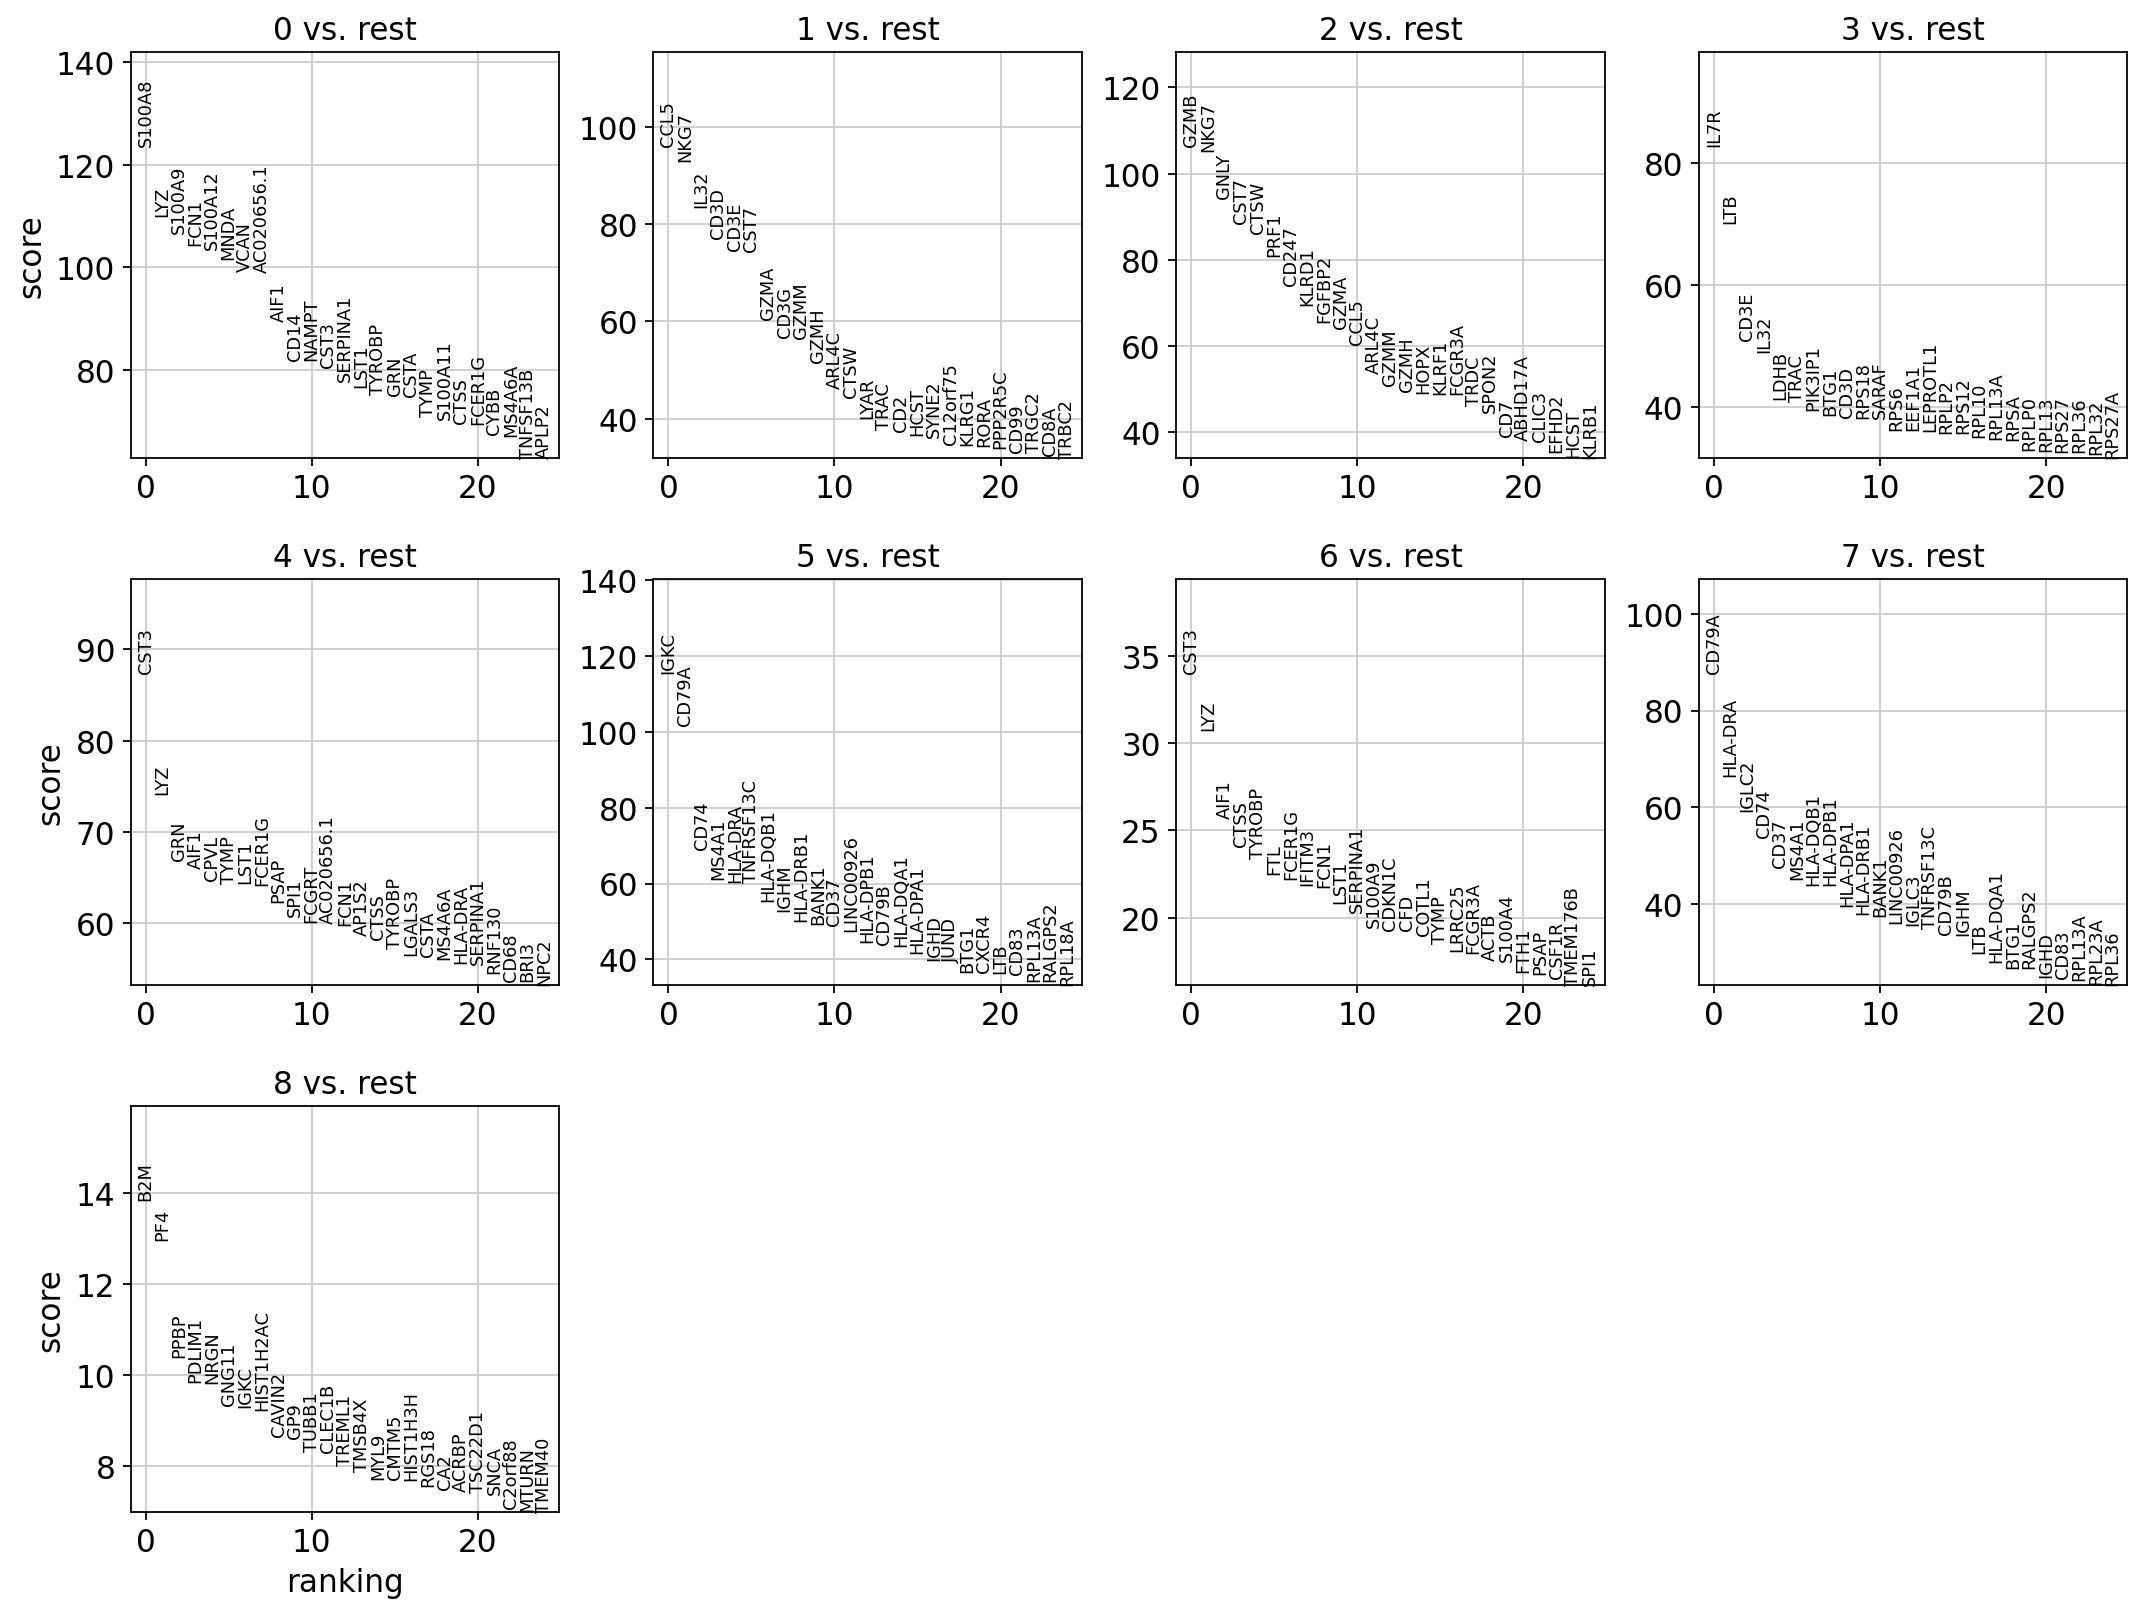 0 vs. rest
score
140
120
100
80
0
10
20
S100A8
LYZ
S100A9
FCN1
S100A12
MNDA
VCAN
AC020656.1
AIF1
CD14
NAMPT
CST3
SERPINA1
LST1
TYROBP
GRN
CSTA
TYMP
S100A11
CTSS
FCER1G
CYBB
MS4A6A
TNFSF13B
APLP2
1 vs. rest
100
80
60
40
0
10
20
CCL5
NKG7
IL32
CD3D
CD3E
CST7
GZMA
CD3G
GZMM
GZMH
ARL4C
CTSW
LYAR
TRAC
CD2
HCST
SYNE2
C12orf75
KLRG1
RORA
PPP2R5C
CD99
TRGC2
CD8A
TRBC2
2 vs. rest
120
100
80
60
40
0
10
20
GZMB
NKG7
GNLY
CST7
CTSW
PRF1
CD247
KLRD1
FGFBP2
GZMA
CCL5
ARL4C
GZMM
GZMH
HOPX
KLRF1
FCGR3A
TRDC
SPON2
CD7
ABHD17A
CLIC3
EFHD2
HCST
KLRB1
3 vs. rest
80
60
40
0
10
20
IL7R
LTB
CD3E
IL32
LDHB
TRAC
PIK3IP1
BTG1
CD3D
RPS18
SARAF
RPS6
EEF1A1
LEPROTL1
RPLP2
RPS12
RPL10
RPL13A
RPSA
RPLP0
RPL13
RPS27
RPL36
RPL32
RPS27A
4 vs. rest
score
90
80
70
60
0
10
20
CST3
LYZ
GRN
AIF1
CPVL
TYMP
LST1
FCER1G
PSAP
SPI1
FCGRT
AC020656.1
FCN1
AP1S2
CTSS
TYROBP
LGALS3
CSTA
MS4A6A
HLA-DRA
SERPINA1
RNF130
CD68
BRI3
NPC2
5 vs. rest
140
120
100
80
60
40
0
10
20
IGKC
CD79A
CD74
MS4A1
HLA-DRA
TNFRSF13C
HLA-DQB1
IGHM
HLA-DRB1
BANK1
CD37
LINC00926
HLA-DPB1
CD79B
HLA-DQA1
HLA-DPA1
IGHD
JUND
BTG1
CXCR4
LTB
CD83
RPL13A
RALGPS2
RPL18A
6 vs. rest
35
30
25
20
0
10
20
CST3
LYZ
AIF1
CTSS
TYROBP
FTL
FCER1G
IFITM3
FCN1
LST1
SERPINA1
S100A9
CDKN1C
CFD
COTL1
TYMP
LRRC25
FCGR3A
ACTB
S100A4
FTH1
PSAP
CSF1R
TMEM176B
SPI1
7 vs. rest
100
80
60
40
0
10
20
CD79A
HLA-DRA
IGLC2
CD74
CD37
MS4A1
HLA-DQB1
HLA-DPB1
HLA-DPA1
HLA-DRB1
BANK1
LINC00926
IGLC3
TNFRSF13C
CD79B
IGHM
LTB
HLA-DQA1
BTG1
RALGPS2
IGHD
CD83
RPL13A
RPL23A
RPL36
8 vs. rest
score
14
12
10
8
0
10
20
ranking
B2M
PF4
PPBP
PDLIM1
NRGN
GNG11
IGKC
HIST1H2AC
CAVIN2
GP9
TUBB1
CLEC1B
TREML1
TMSB4X
MYL9
CMTM5
HIST1H3H
RGS18
CA2
ACRBP
TSC22D1
SNCA
C2orf88
MTURN
TMEM40